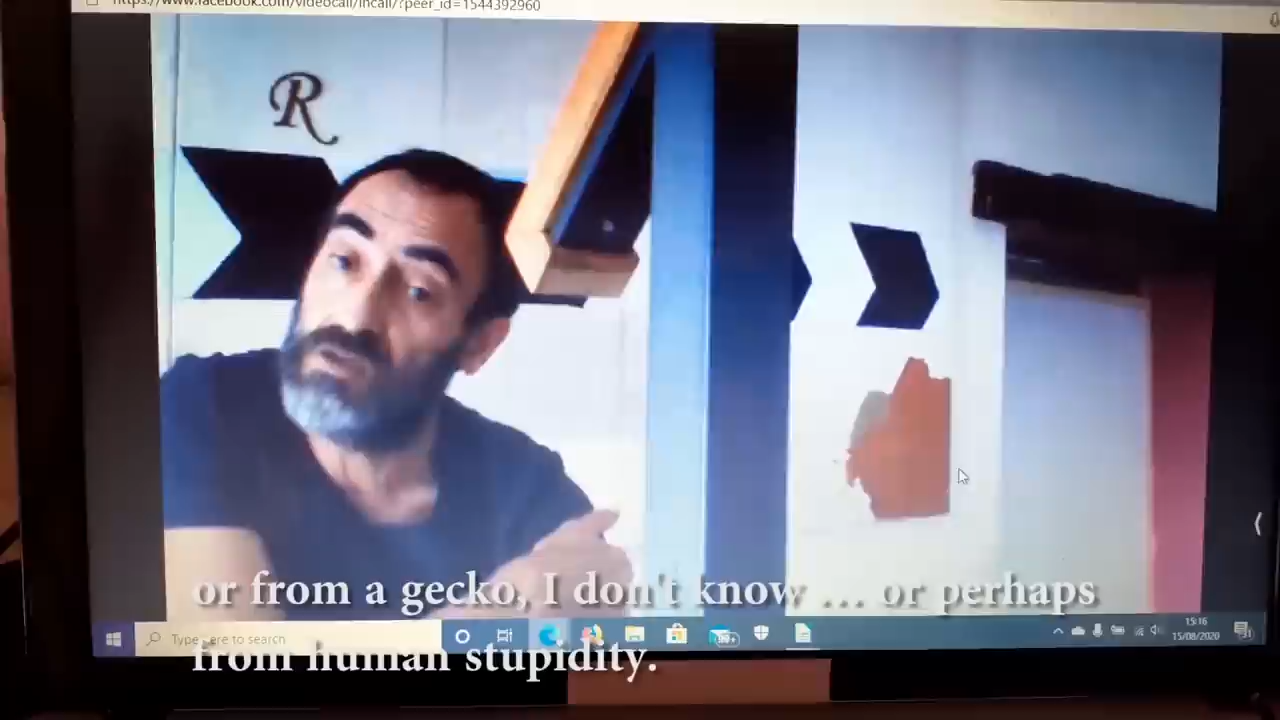 https://www.facebook.com/videocall/incall/?peer_id=1544392960
R
or from a gecko, I don't know ... or perhaps
Type here to search
99+
15:16
15/08/2020
from human stupidity.